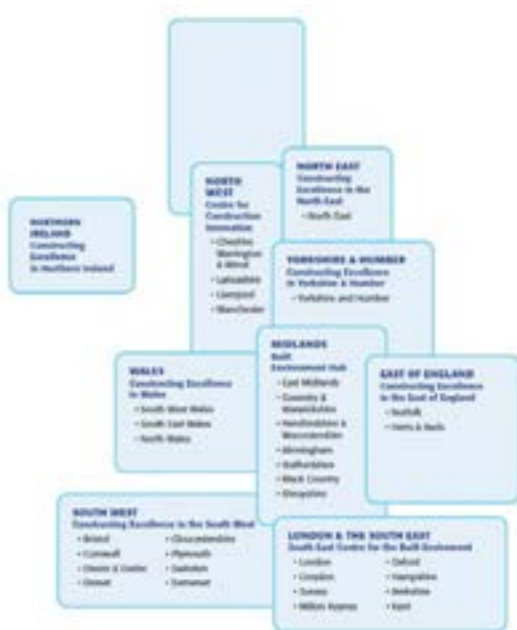 NORTH EAST
Constructing
Excellence in the
North East
• North East
NORTH
WEST
Centre for
Construction
Innovation
• Cheshire
Warrington
& Wirral
• Lancashire
• Liverpool
• Manchester
NORTHERN
IRELAND
Constructing
Excellence
in Northern Ireland
YORKSHIRE & HUMBER
Constructing Excellence
in Yorkshire & Humber
• Yorkshire and Humber
MIDLANDS
Built
Environment Hub
• East Midlands
• Coventry &
Warwickshire
• Herefordshire &
Worcestershire
• Birmingham
• Staffordshire
• Black Country
• Shropshire
WALES
Constructing Excellence
in Wales
• South West Wales
• South East Wales
• North Wales
EAST OF ENGLAND
Constructing Excellence
in the East of England
• Norfolk
• Herts & Beds
SOUTH WEST
Constructing Excellence in the South West
• Bristol
• Cornwall
• Devon & Exeter
• Dorset
• Gloucestershire
• Plymouth
• Swindon
• Somerset
LONDON & THE SOUTH EAST
South East Centre for the Built Environment
• London
• Croydon
• Sussex
• Milton Keynes
• Oxford
• Hampshire
• Berkshire
• Kent